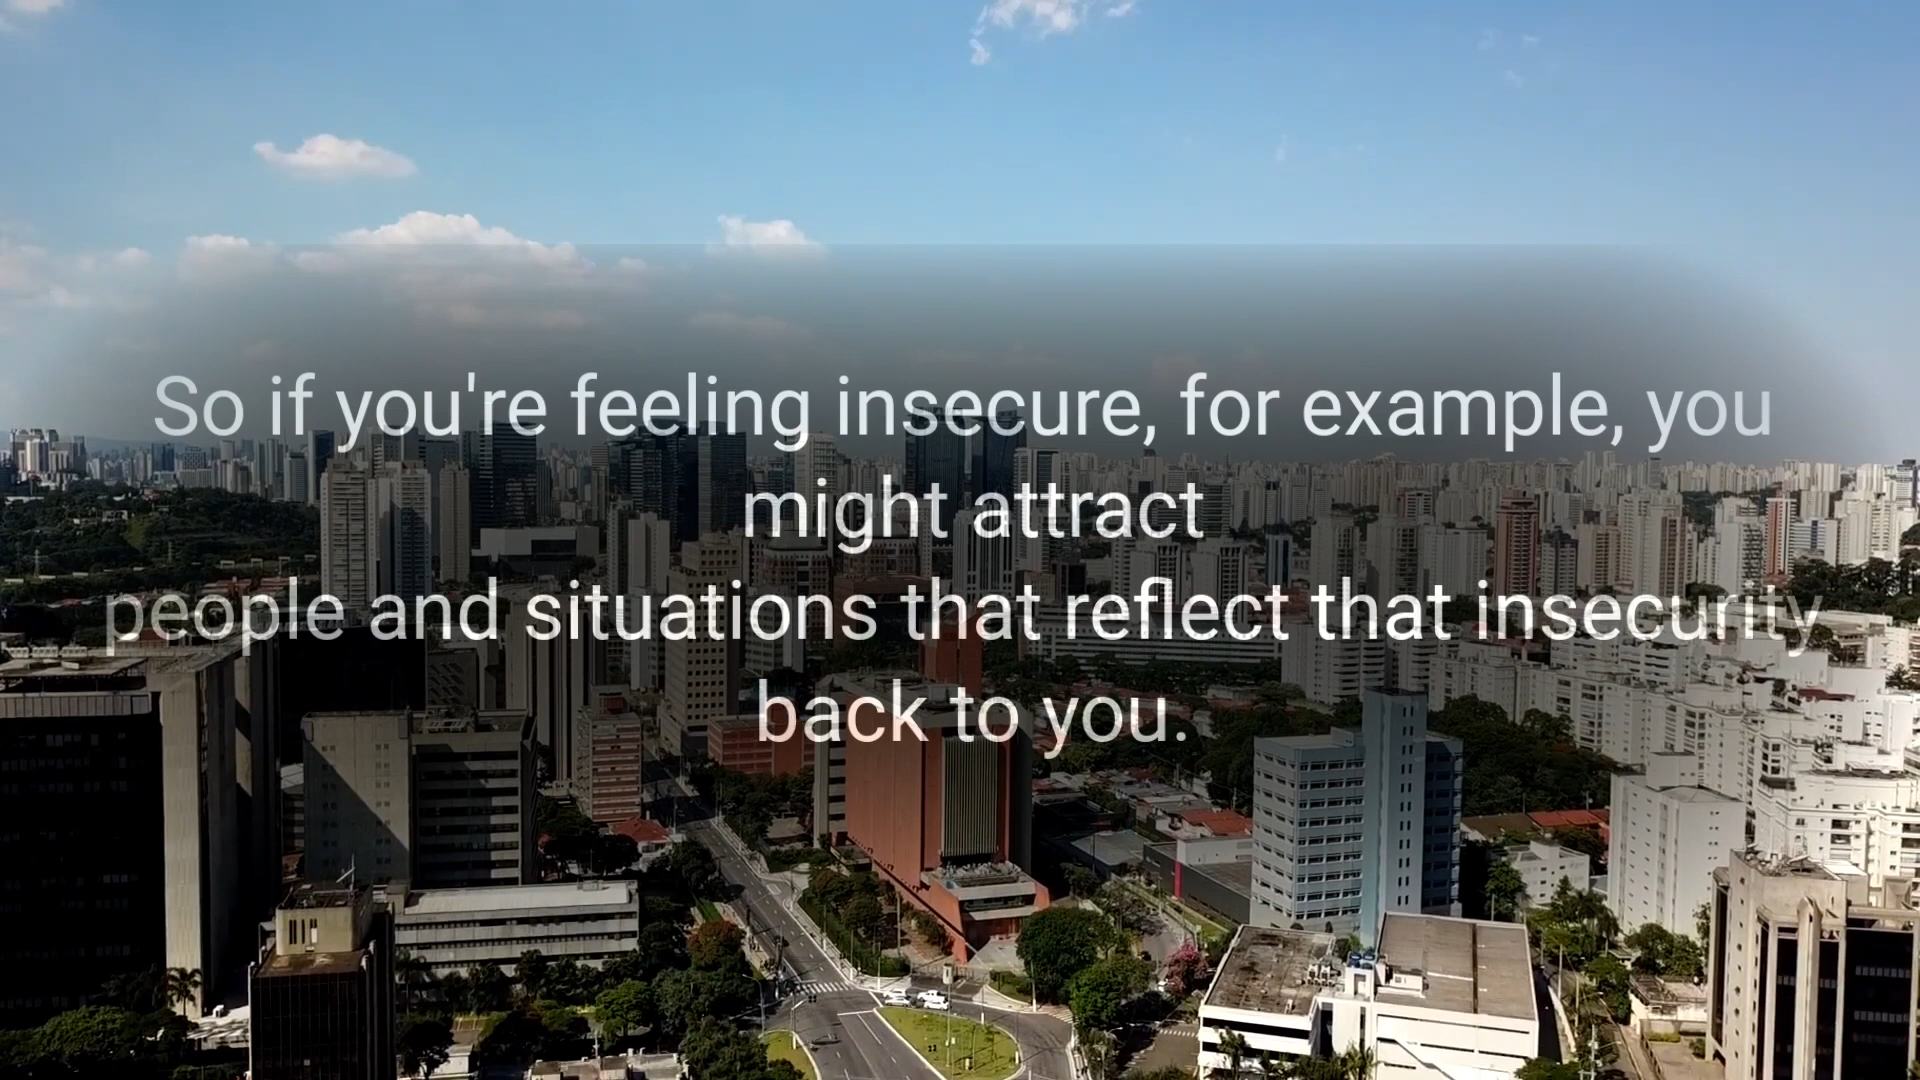 So if you're feeling insecure, for example, you
might attract
people and situations that reflect that insecurity
back to you.